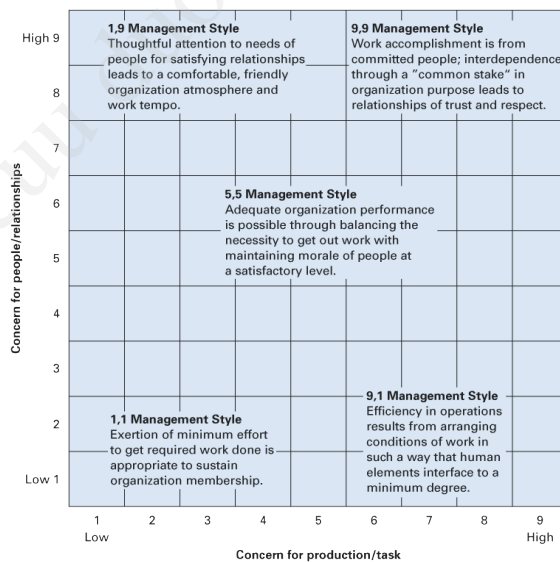 High 9
8
7
6
5
4
3
2
Low 1
Concern for people/relationships
1,9 Management Style
Thoughtful attention to needs of
people for satisfying relationships
leads to a comfortable, friendly
organization atmosphere and
work tempo.
9,9 Management Style
Work accomplishment is from
committed people; interdependence
through a "common stake" in
organization purpose leads to
relationships of trust and respect.
5,5 Management Style
Adequate organization performance
is possible through balancing the
necessity to get out work with
maintaining morale of people at
a satisfactory level.
1,1 Management Style
Exertion of minimum effort
to get required work done is
appropriate to sustain
organization membership.
9,1 Management Style
Efficiency in operations
results from arranging
conditions of work in
such a way that human
elements interface to a
minimum degree.
1 2 3 4 5 6 7 8 9
Low High
Concern for production/task